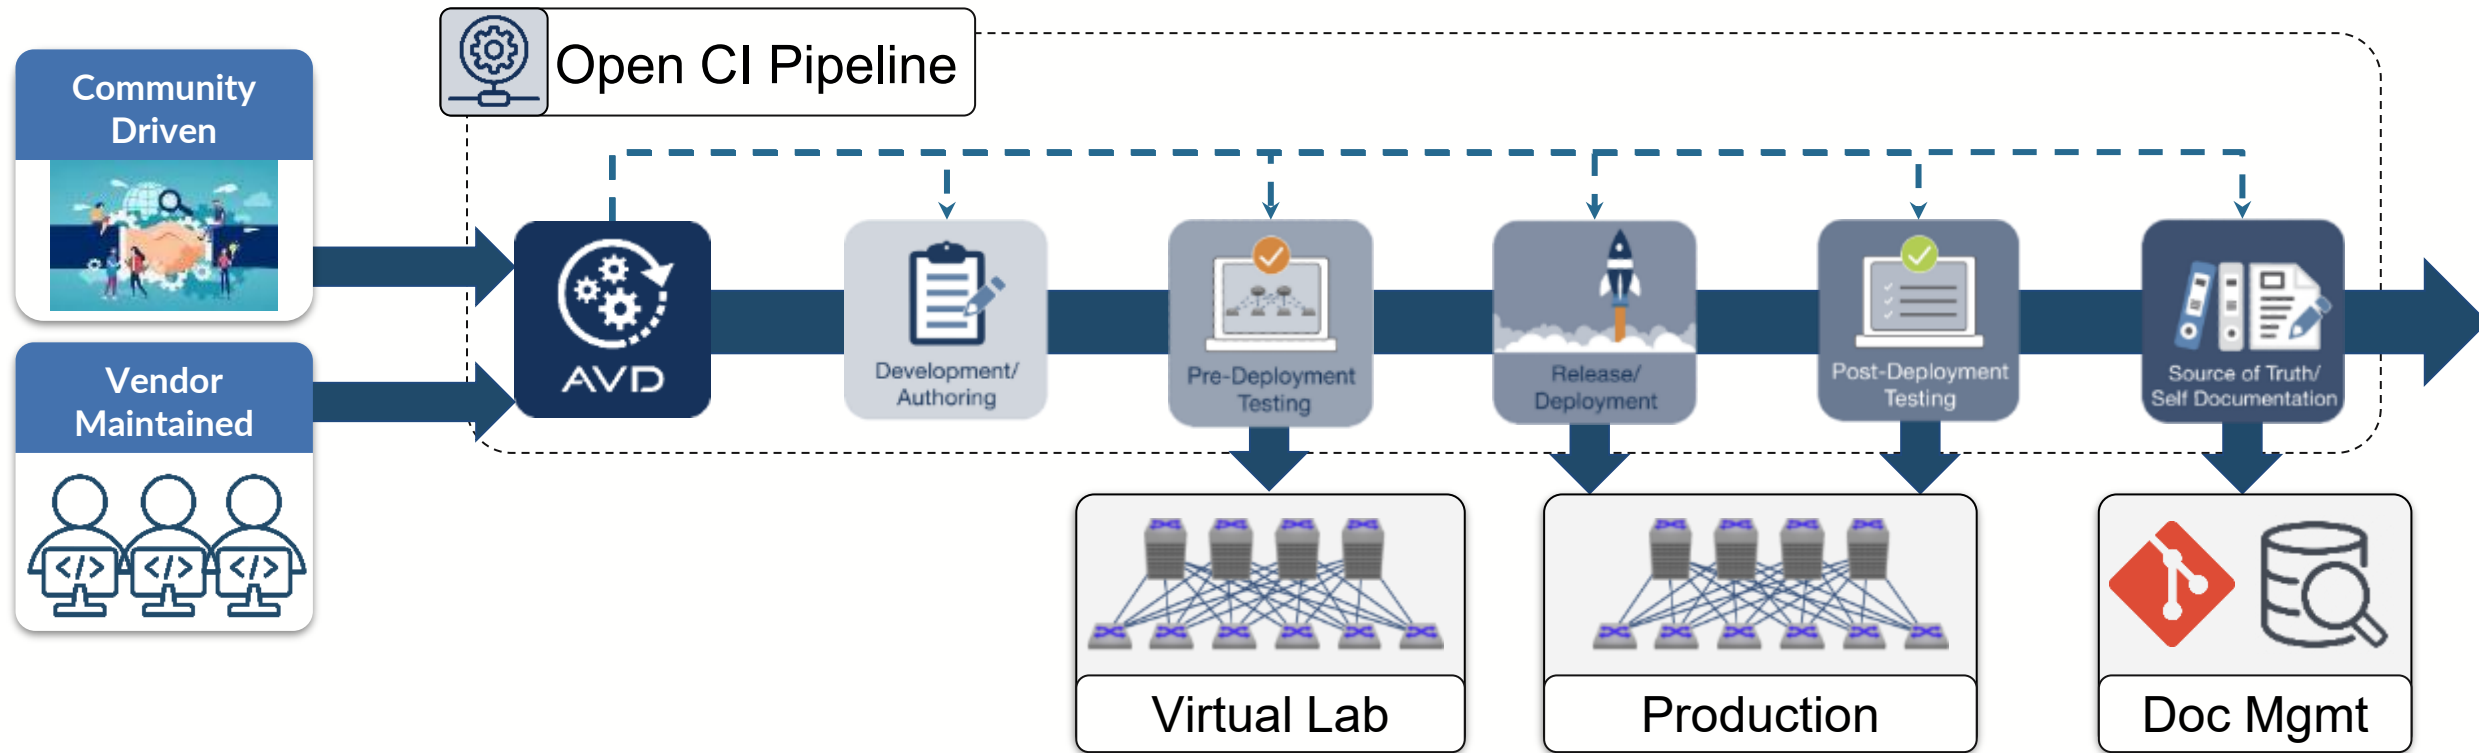 Open CI Pipeline
Community
Driven
Vendor
Maintained
</>
</>
</>
AVD
Development/
Authoring
Pre-Deployment
Testing
Release/
Deployment
Post-Deployment
Testing
Source of Truth/
Self Documentation
Virtual Lab
Production
Doc Mgmt